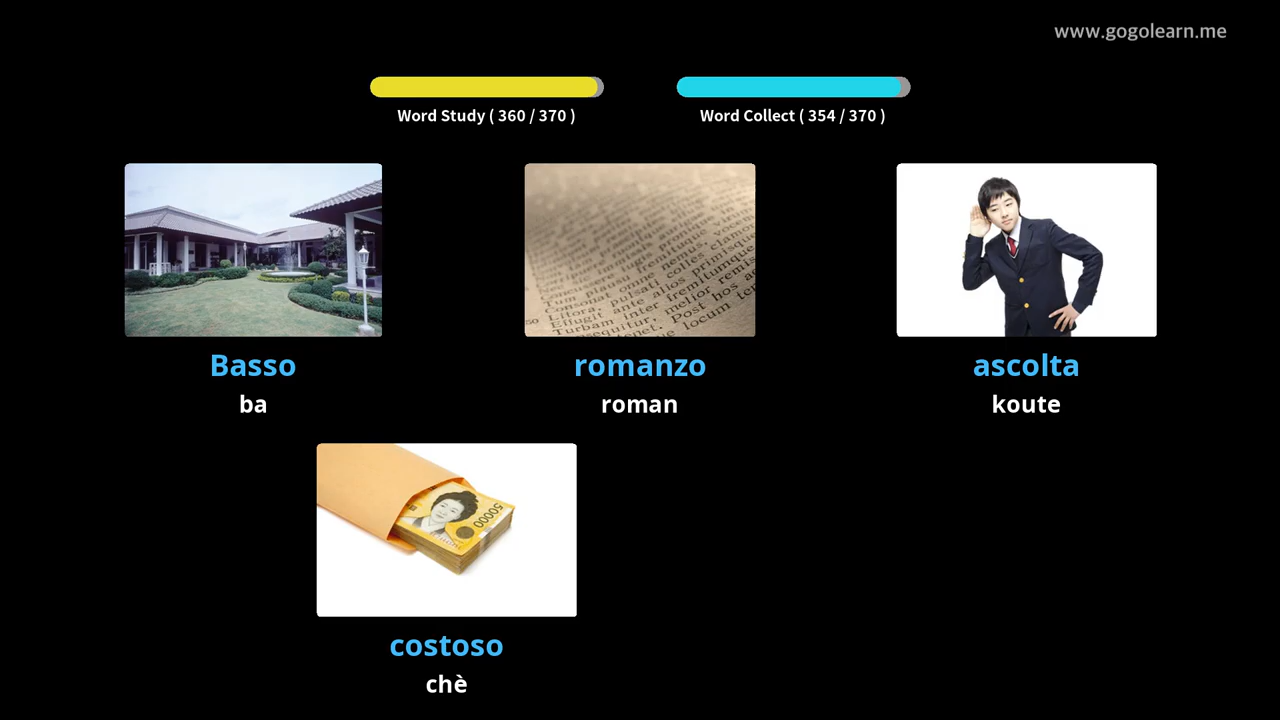 www.gogolearn.me
Word Study ( 360 / 370 )
Word Collect ( 354 / 370 )
Basso
ba
romanzo
roman
ascolta
koute
50000
costoso
chè